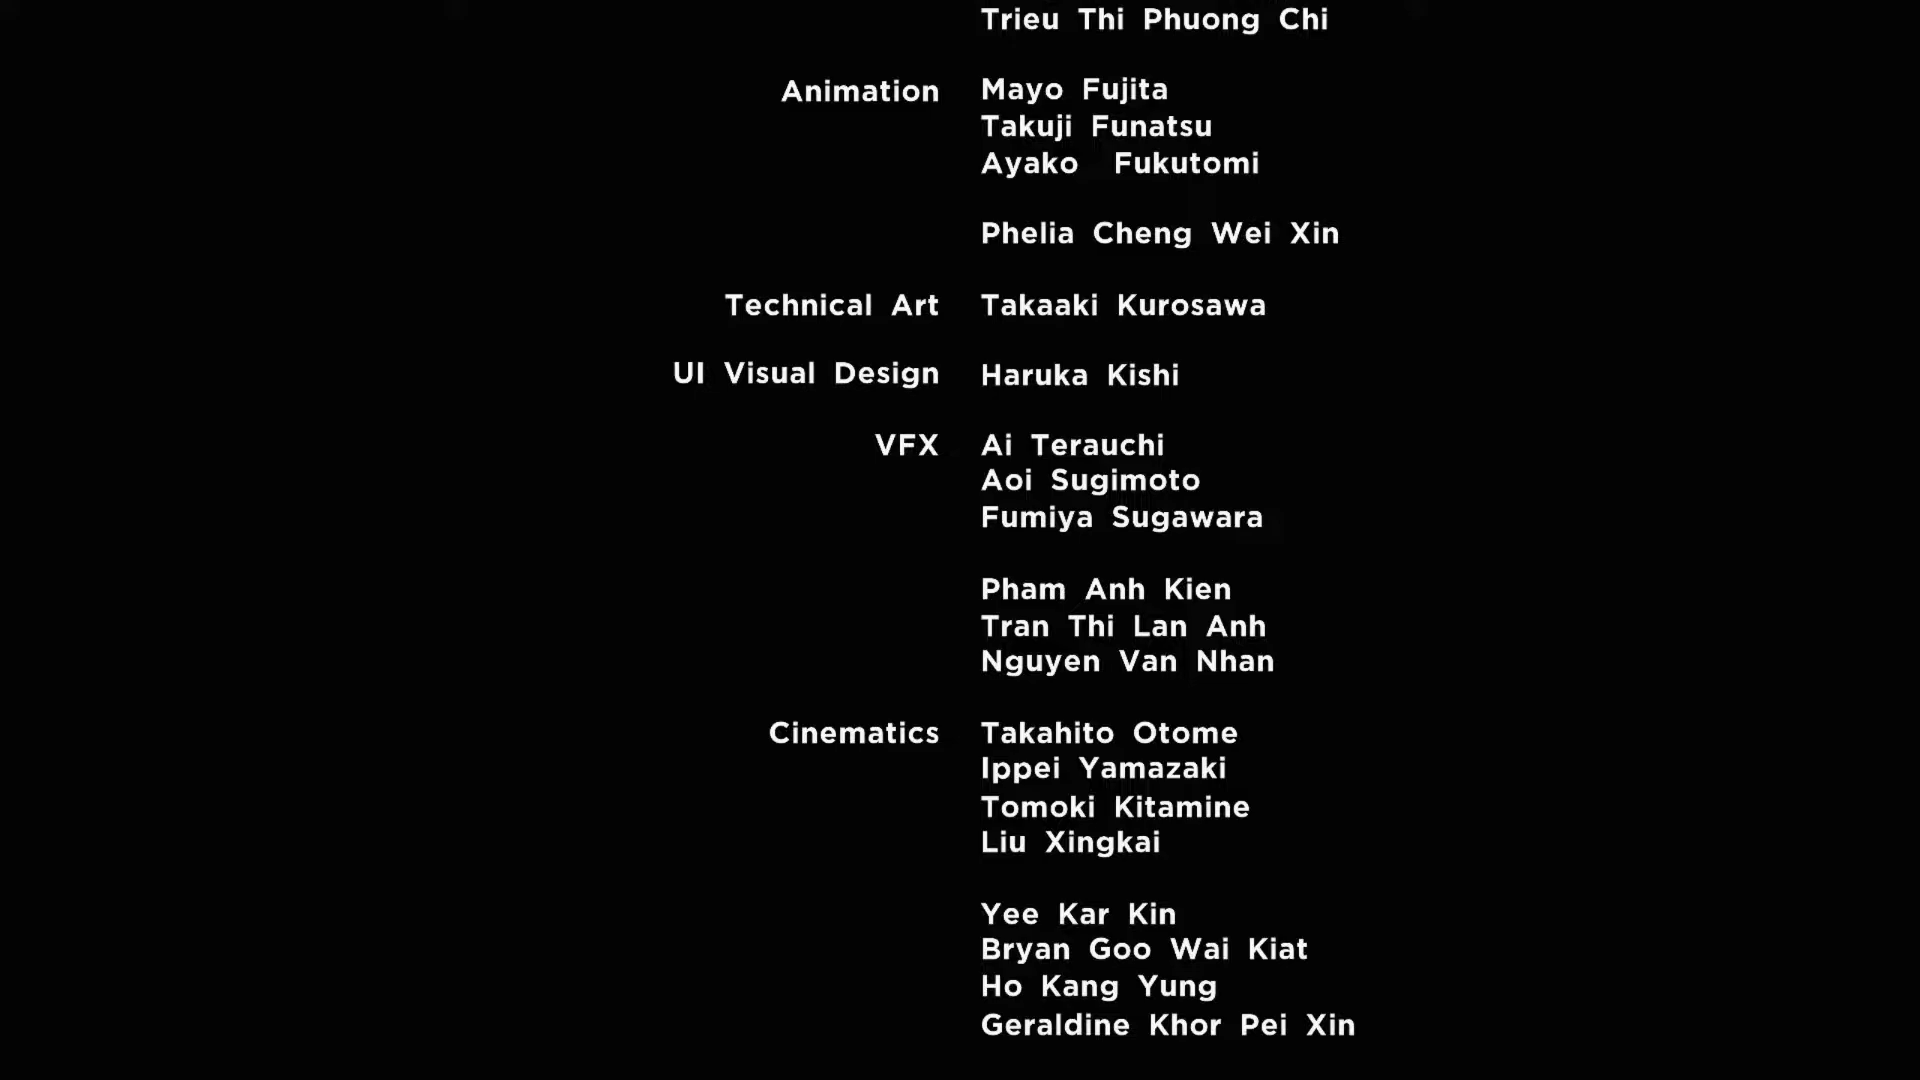 Trieu Thi Phuong Chi
Animation Mayo Fujita
Takuji Funatsu
Ayako Fukutomi
Phelia Cheng Wei Xin
Technical Art Takaaki Kurosawa
UI Visual Design Haruka Kishi
VFX Ai Terauchi
Aoi Sugimoto
Fumiya Sugawara
Pham Anh Kien
Tran Thi Lan Anh
Nguyen Van Nhan
Cinematics Takahito Otome
Ippei Yamazaki
Tomoki Kitamine
Liu Xingkai
Yee Kar Kin
Bryan Goo Wai Kiat
Ho Kang Yung
Geraldine Khor Pei Xin